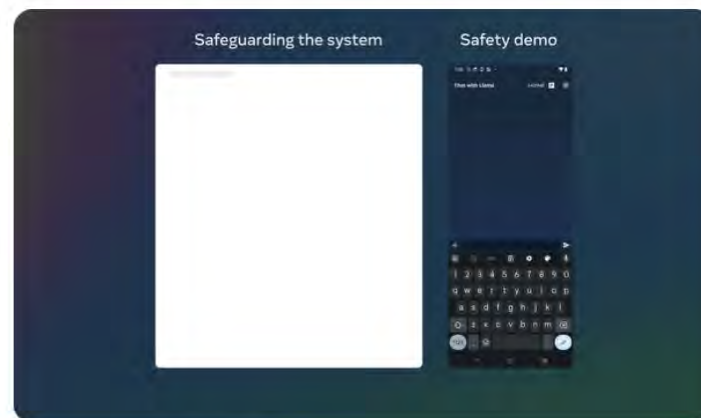 Safeguarding the system
Safety demo
Chat with Llama
1 2 3 4 5 6 7 8 9 0
q w e r t y u i o p
a s d f g h j k l
z x c v b n m